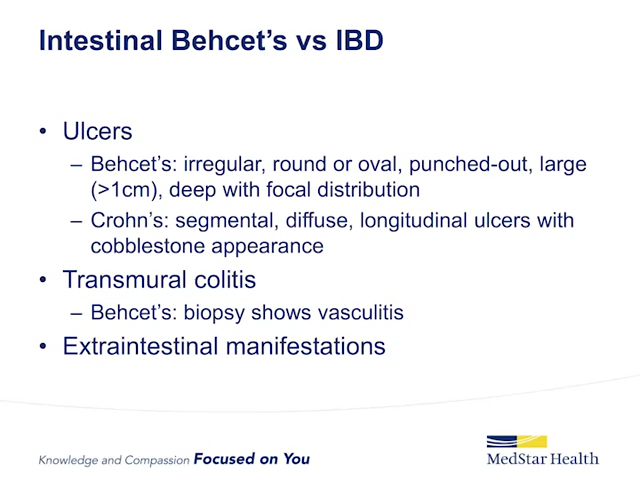 Intestinal Behcet's vs IBD
• Ulcers
– Behcet's: irregular, round or oval, punched-out, large
(>1cm), deep with focal distribution
– Crohn's: segmental, diffuse, longitudinal ulcers with
cobblestone appearance
• Transmural colitis
– Behcet's: biopsy shows vasculitis
• Extraintestinal manifestations
Knowledge and Compassion Focused on You
MedStar Health